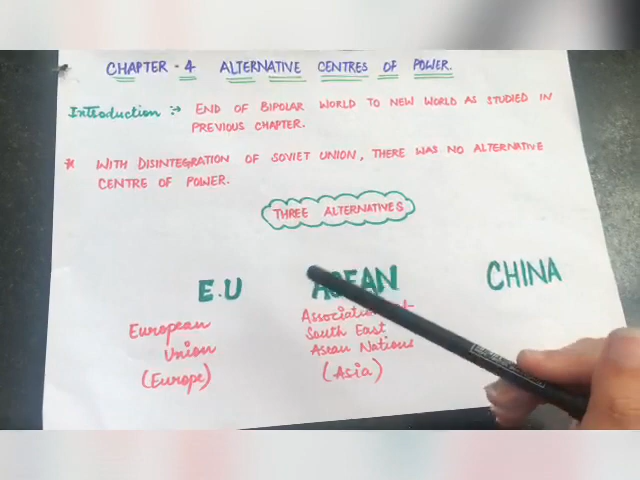 CHAPTER - 4 ALTERNATIVE CENTRES OF POWER.
Introduction :→ END OF BIPOLAR WORLD TO NEW WORLD AS STUDIED IN
PREVIOUS CHAPTER.
* WITH DISINTEGRATION OF SOVIET UNION, THERE WAS NO ALTERNATIVE
CENTRE OF POWER.
THREE ALTERNATIVES
E.U ASEAN CHINA
European
Union
(Europe)
South East
Asean Nations
(Asia)